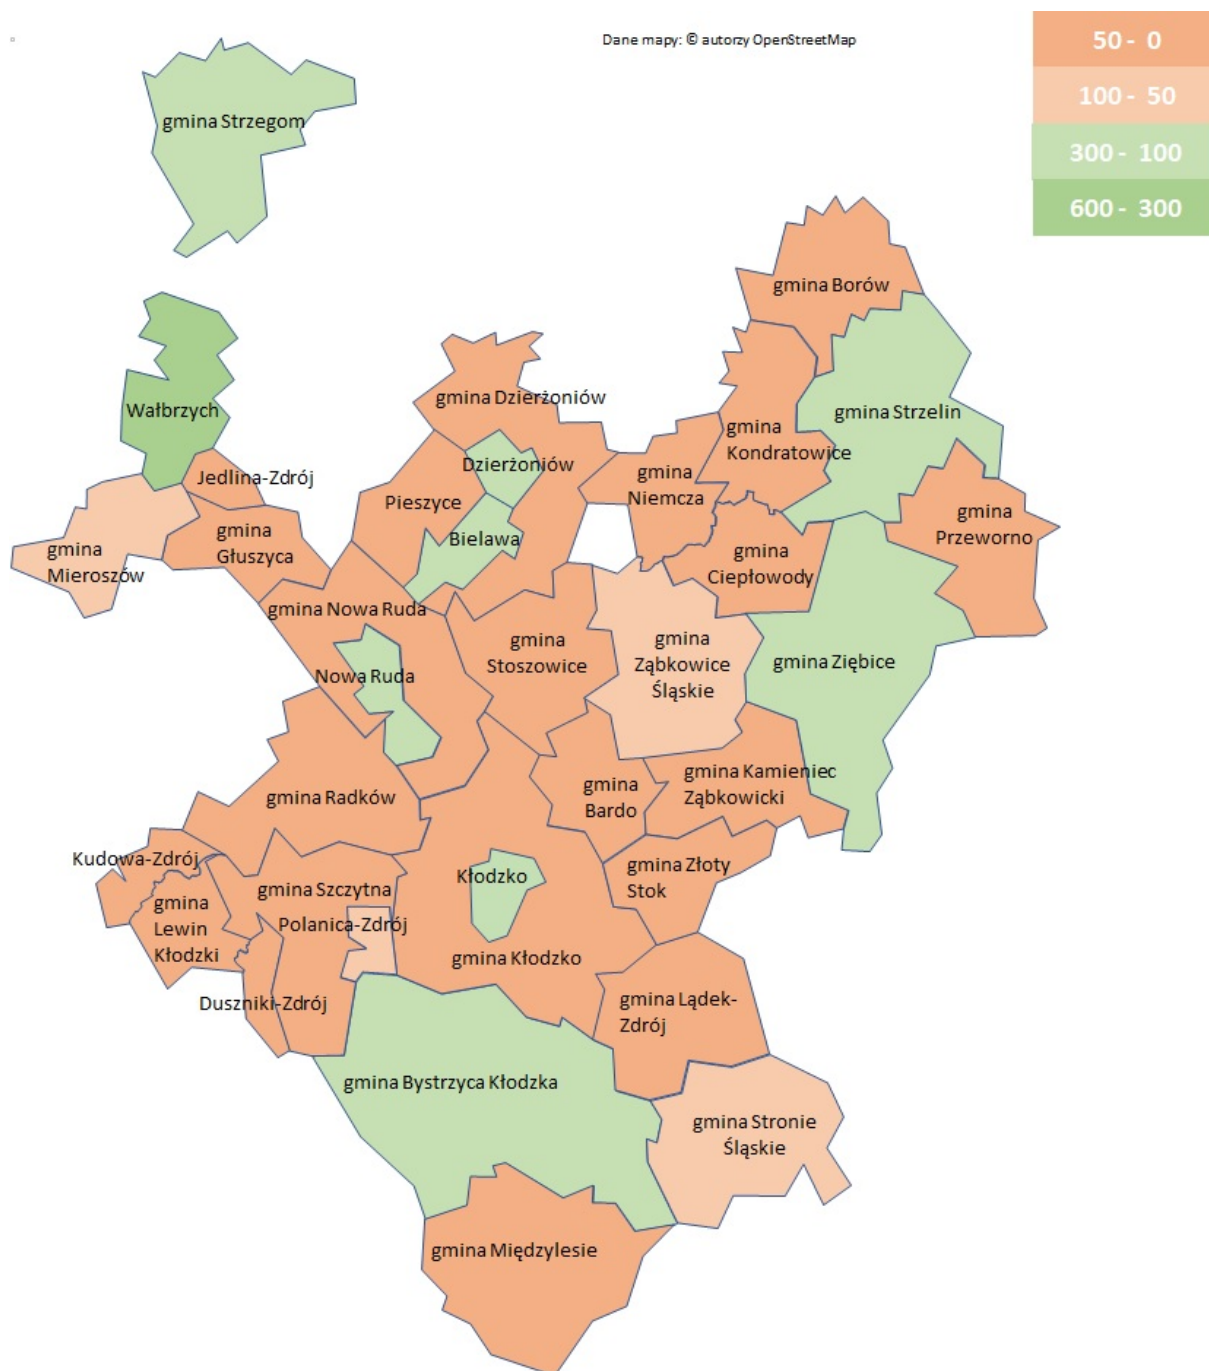 Dane mapy: © autorzy OpenStreetMap
50 - 0
100 - 50
300 - 100
600 - 300
gmina Strzegom
gmina Borów
Wałbrzych
gmina Dzierżoniów
gmina Strzelin
gmina
Kondratowice
Dzierżoniów
Jedlina-Zdrój
Pieszyce
gmina
Niemcza
gmina
Przeworno
gmina
Głuszyca
Bielawa
gmina
Mieroszów
gmina
Ciepłowody
gmina Nowa Ruda
gmina
Stoszowice
gmina
Ząbkowice
Śląskie
gmina Ziębice
Nowa Ruda
gmina Kamieniec
Ząbkowicki
gmina
Bardo
gmina Radków
Kudowa-Zdrój
gmina Złoty
Stok
Kłodzko
gmina Szczytna
gmina
Lewin
Kłodzki
Polanica-Zdrój
gmina Kłodzko
Duszniki-Zdrój
gmina Lądek-
Zdrój
gmina Bystrzyca Kłodzka
gmina Stronie
Śląskie
gmina Międzylesie